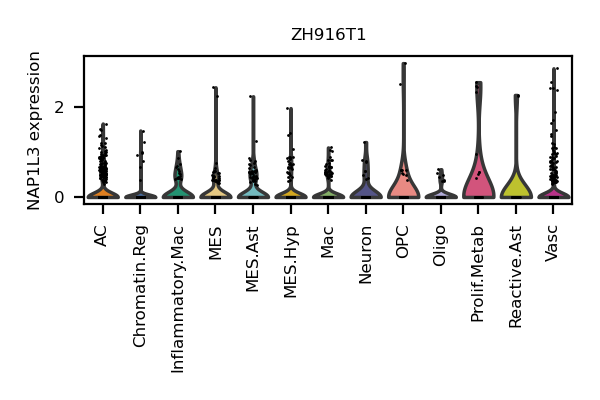 ZH916T1
NAP1L3 expression
2
0
AC
Chromatin.Reg
Inflammatory.Mac
MES
MES.Ast
MES.Hyp
Mac
Neuron
OPC
Oligo
Prolif.Metab
Reactive.Ast
Vasc